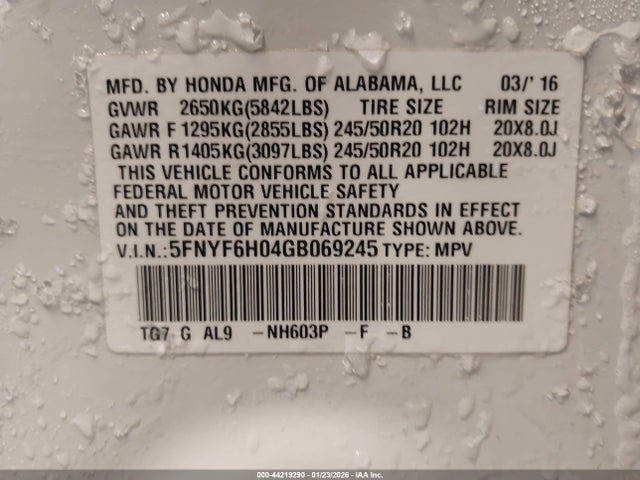 MFD. BY HONDA MFG. OF ALABAMA, LLC 03/' 16
GVWR 2650KG(5842LBS) TIRE SIZE RIM SIZE
GAWR F 1295KG(2855LBS) 245/50R20 102H 20X8.0J
GAWR R1405KG(3097LBS) 245/50R20 102H 20X8.0J
THIS VEHICLE CONFORMS TO ALL APPLICABLE
FEDERAL MOTOR VEHICLE SAFETY
AND THEFT PREVENTION STANDARDS IN EFFECT
ON THE DATE OF MANUFACTURE SHOWN ABOVE.
V.I.N.:5FNYF6H04GB069245 TYPE: MPV
TG7 G AL9 -NH603P -F -B
000-44219290 - 01/23/2026 - IAA Inc.